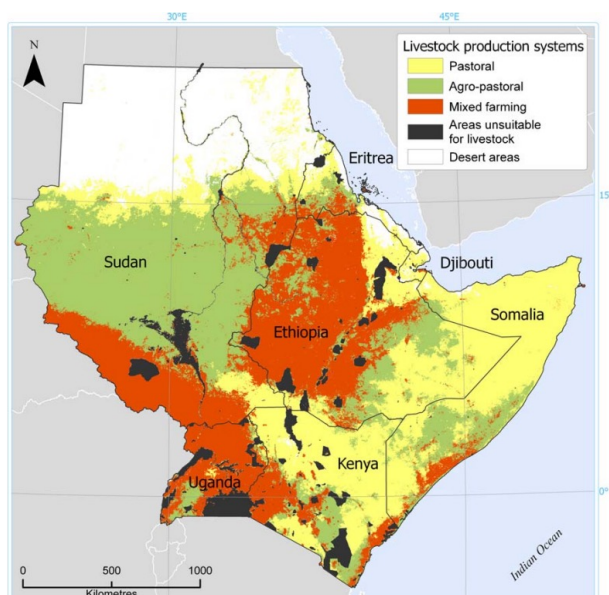 30°E
45°E
N
Livestock production systems
Pastoral
Agro-pastoral
Mixed farming
Areas unsuitable
for livestock
Desert areas
Eritrea
15
Sudan
Djibouti
Somalia
Ethiopia
Kenya
Uganda
0°
Indian Ocean
0 500 1000
Kilometres